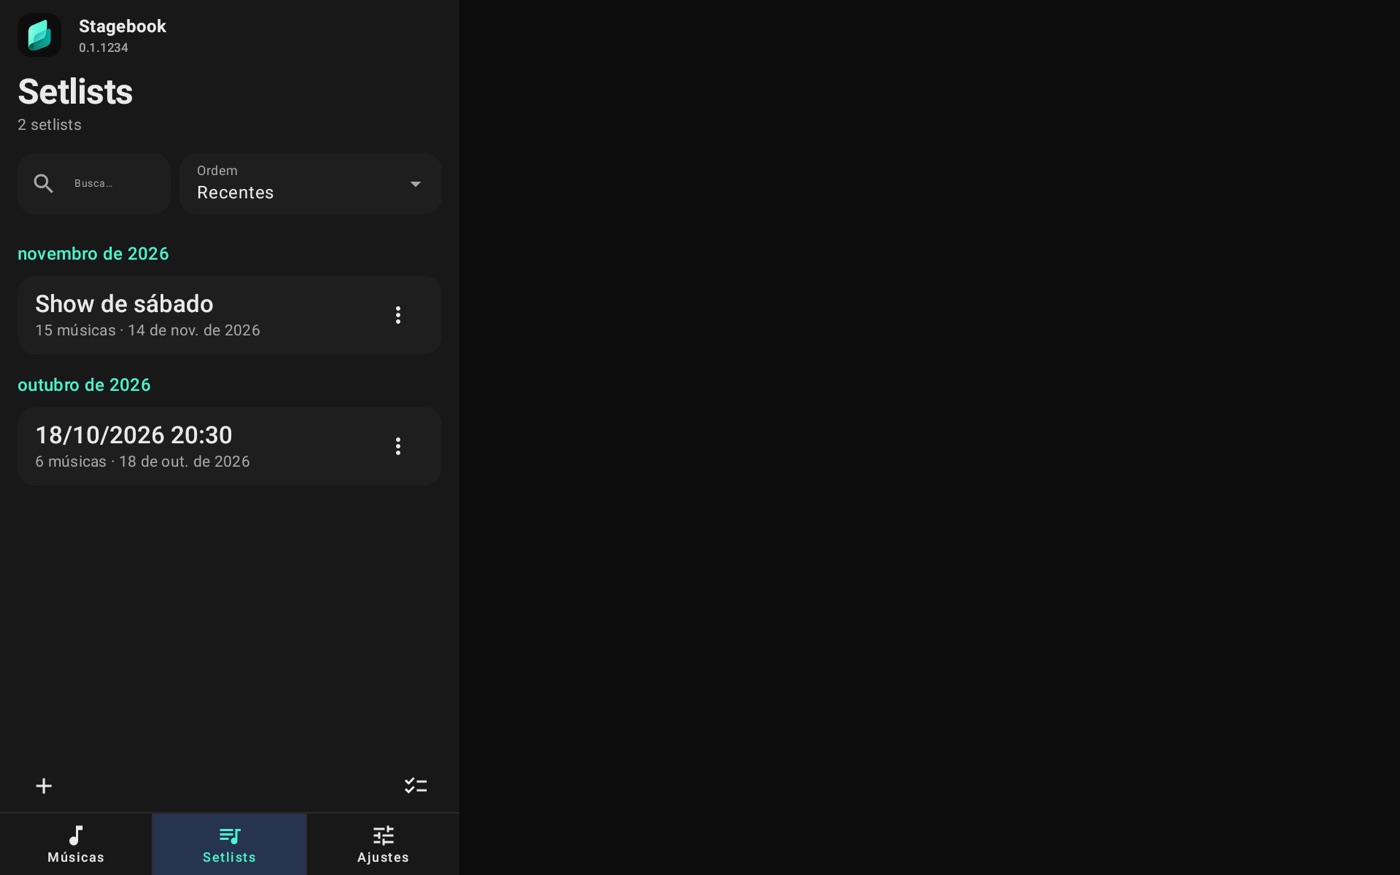 Stagebook
0.1.1234
Setlists
2 setlists
Busca…
Ordem
Recentes
novembro de 2026
Show de sábado
15 músicas · 14 de nov. de 2026
outubro de 2026
18/10/2026 20:30
6 músicas · 18 de out. de 2026
Músicas
Setlists
Ajustes